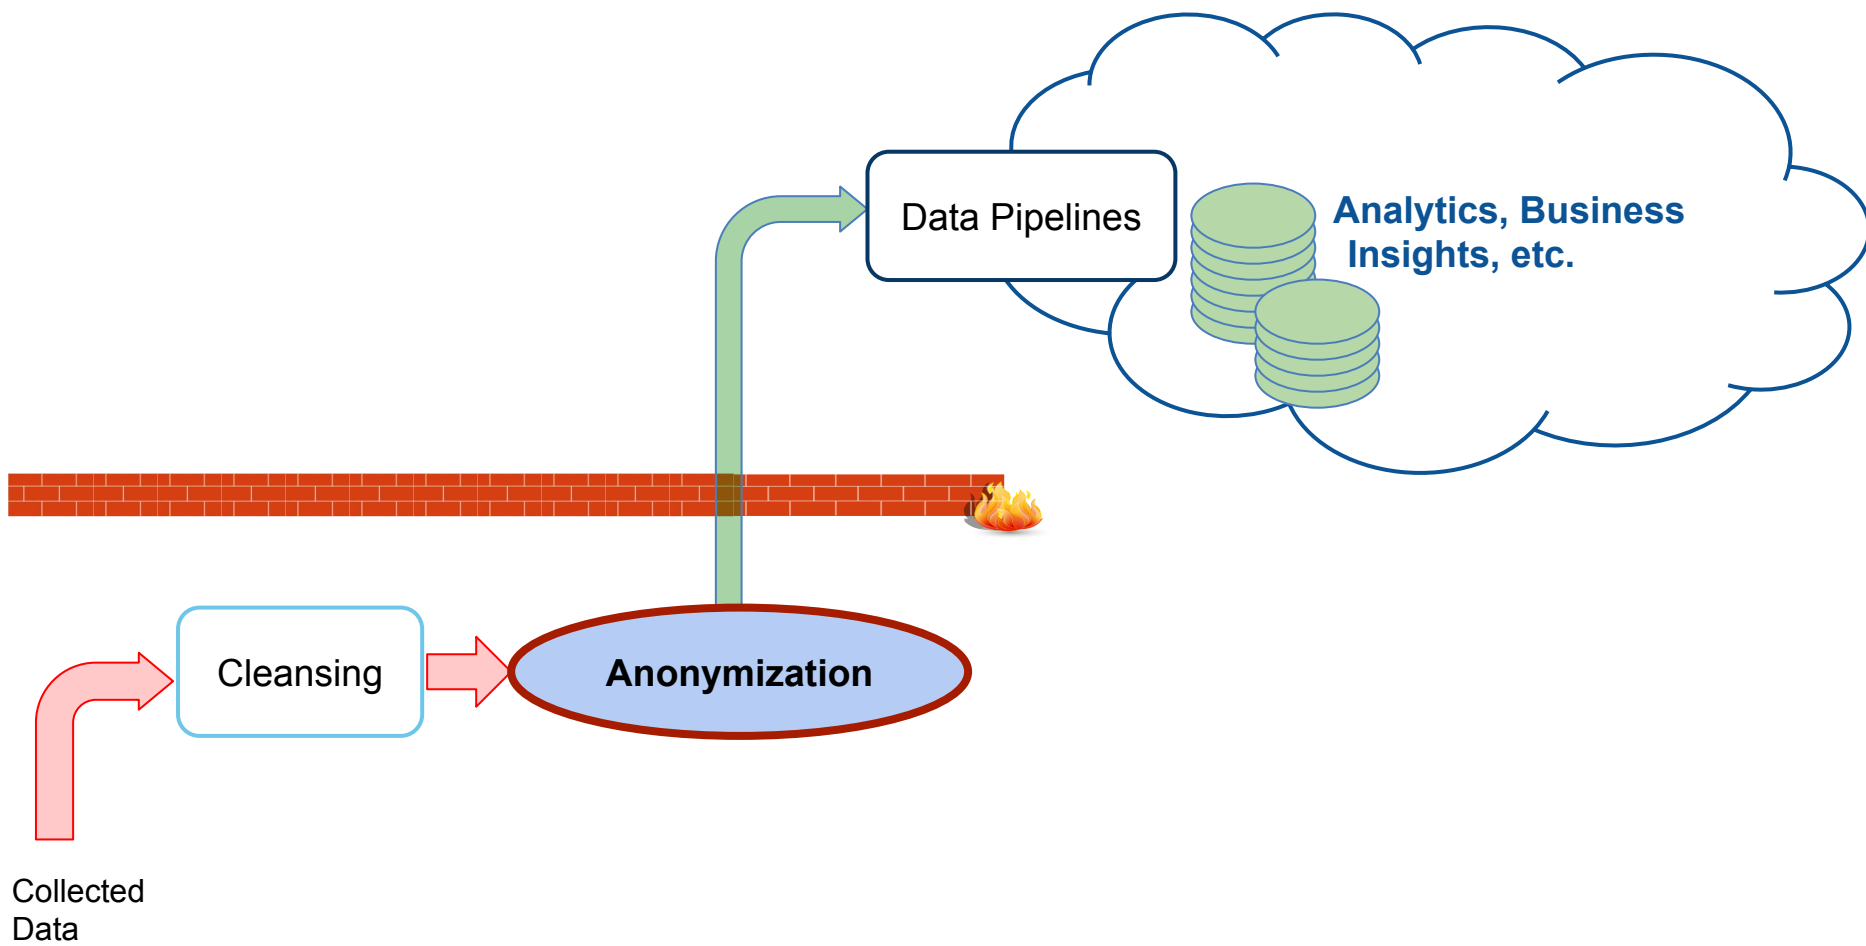 Data Pipelines
Analytics, Business
Insights, etc.
Cleansing
Anonymization
Collected
Data